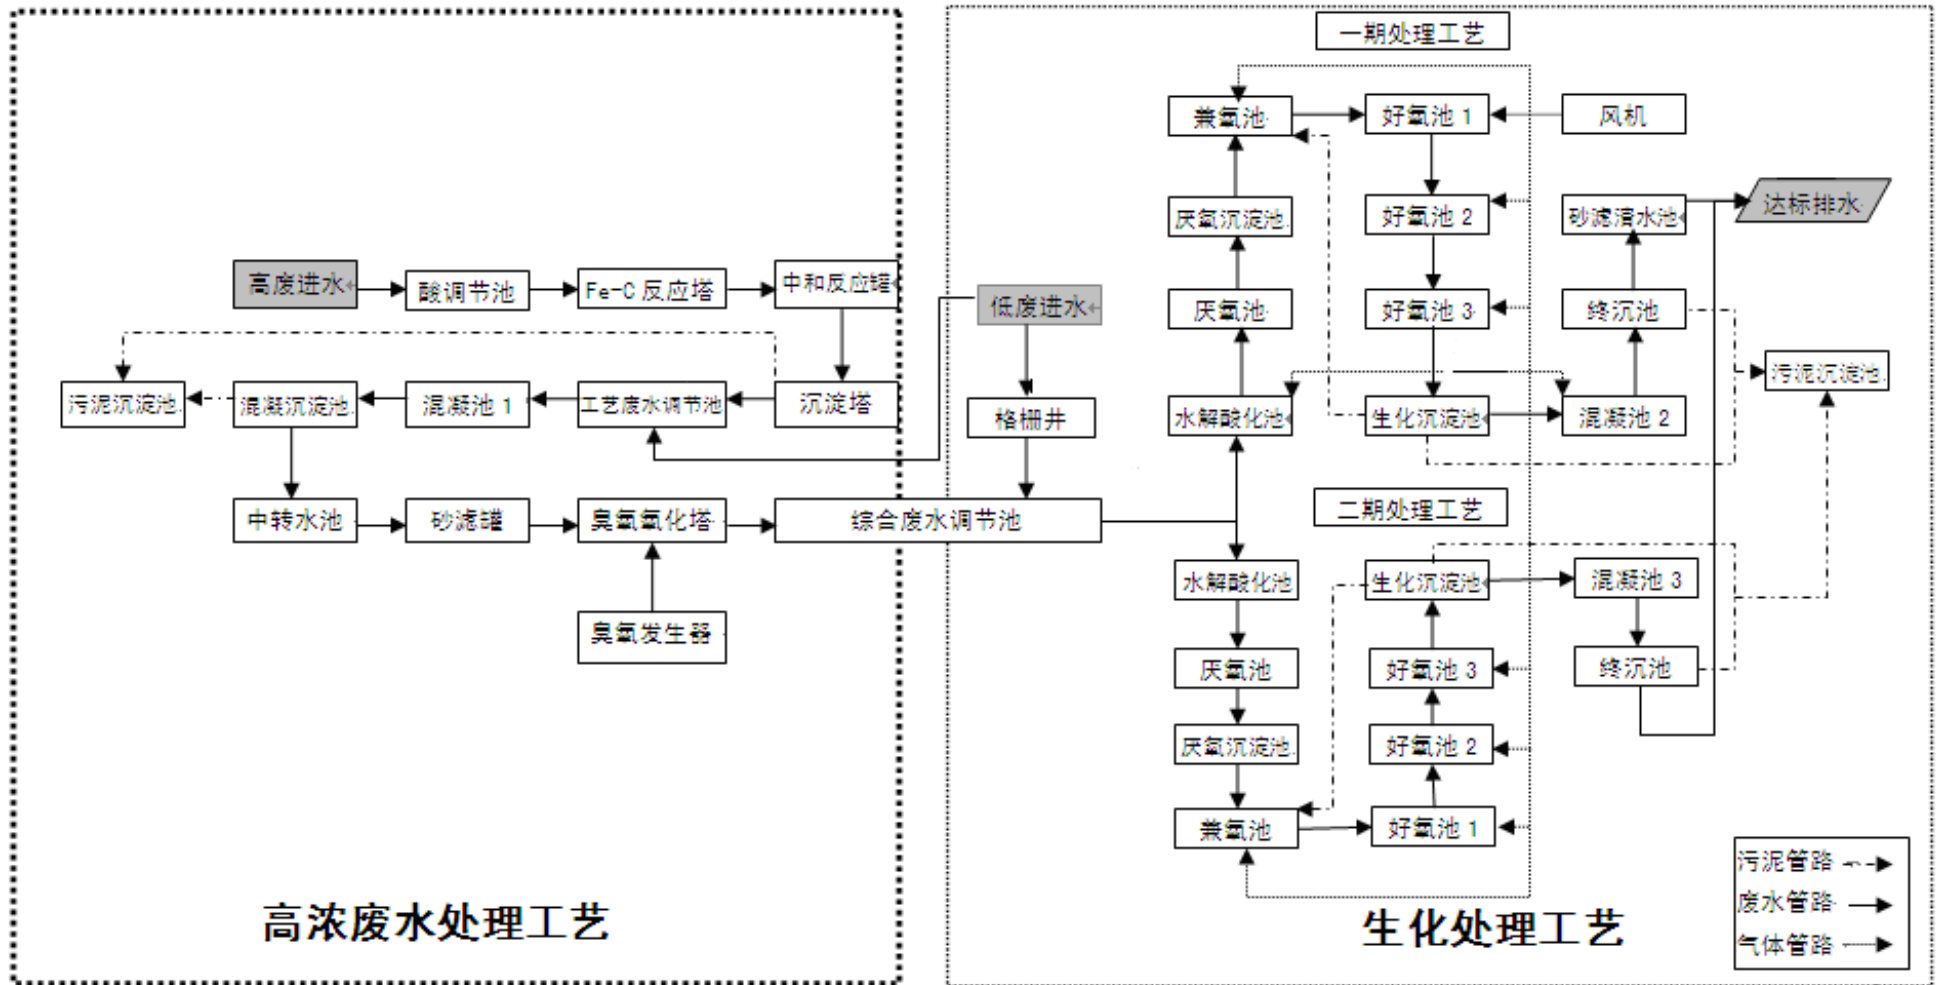 一期处理工艺
兼氧池
好氧池 1
风机
厌氧沉淀池
好氧池 2
砂滤清水池
达标排水
高废进水
酸调节池
Fe-C 反应塔
中和反应罐
低废进水
厌氧池
好氧池 3
终沉池
污泥沉淀池
混凝沉淀池
混凝池 1
工艺废水调节池
沉淀塔
格栅井
水解酸化池
生化沉淀池
混凝池 2
污泥沉淀池
中转水池
砂滤罐
臭氧氧化塔
综合废水调节池
二期处理工艺
水解酸化池
生化沉淀池
混凝池 3
臭氧发生器
厌氧池
好氧池 3
终沉池
厌氧沉淀池
好氧池 2
兼氧池
好氧池 1
污泥管路
废水管路
气体管路
高浓废水处理工艺
生化处理工艺